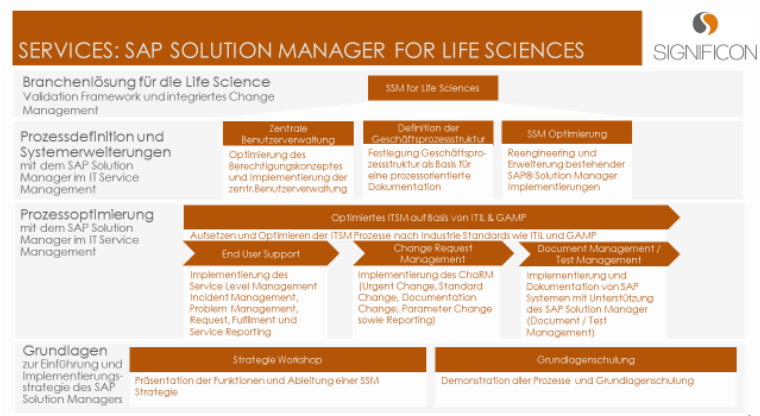 SERVICES: SAP SOLUTION MANAGER FOR LIFE SCIENCES
SIGNIFICON
Branchenlösung für die Life Science
Validation Framework und integriertes Change
Management
SSM for Life Sciences
Prozessdefinition und
Systemerweiterungen
mit dem SAP Solution
Manager im IT Service
Management
Zentrale
Benutzerverwaltung
Optimierung des
Berechtigungskonzeptes
und Implementierung der
zentr.Benutzerverwaltung
Definition der
Geschäftsprozessstruktur
Festlegung Geschäftspro-
zessstruktur als Basis für
eine prozessorientierte
Dokumentation
SSM Optimierung
Reengineering und
Erweiterung bestehender
SAP® Solution Manager
Implementierungen
Prozessoptimierung
mit dem SAP Solution
Manager im IT Service
Management
Optimiertes ITSM auf Basis von ITIL & GAMP
Aufsetzen und Optimieren der ITSM Prozesse nach Industrie Standards wie ITIL und GAMP
End User Support
Implementierung des
Service Level Management
Incident Management,
Problem Management,
Request, Fulfilment und
Service Reporting
Change Request
Management
Implementierung des ChaRM
(Urgent Change, Standard
Change, Documentation
Change, Parameter Change
sowie Reporting)
Document Management /
Test Management
Implementierung und
Dokumentation von SAP
Systemen mit Unterstützung
des SAP Solution Manager
(Document / Test
Management)
Grundlagen
zur Einführung und
Implementierungs-
strategie des SAP
Solution Managers
Strategie Workshop
Präsentation der Funktionen und Ableitung einer SSM
Strategie
Grundlagenschulung
Demonstration aller Prozesse und Grundlagenschulung